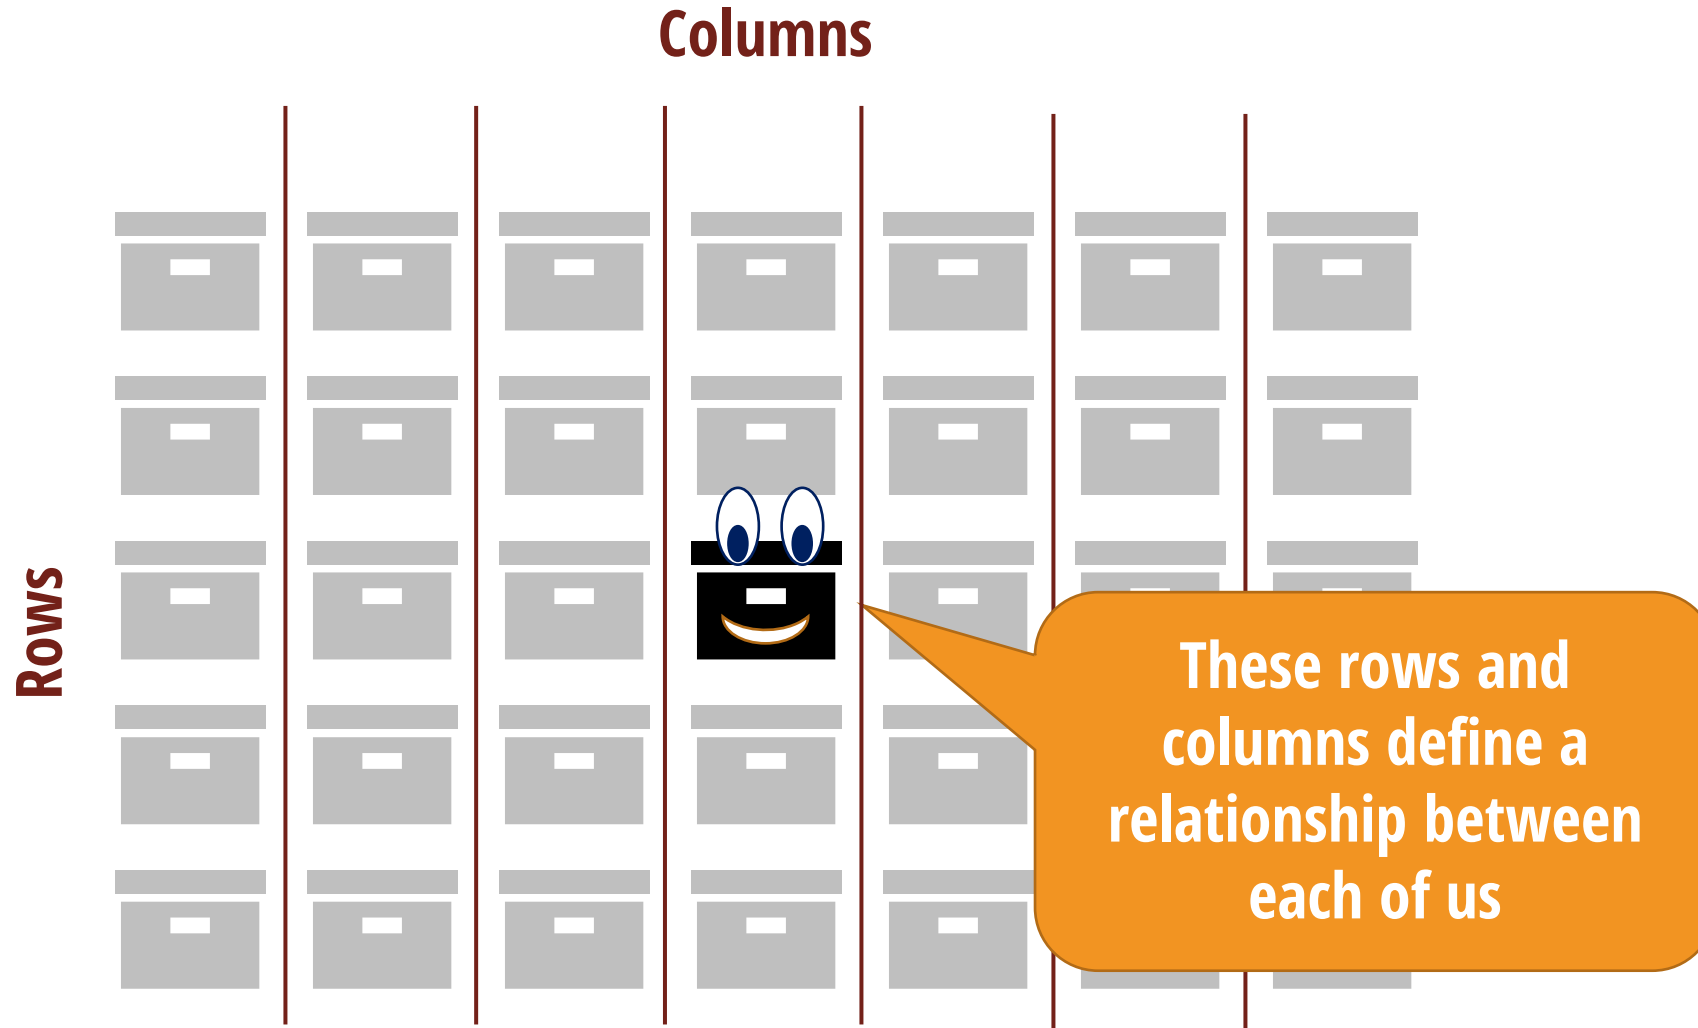 Columns
Rows
These rows and
columns define a
relationship between
each of us